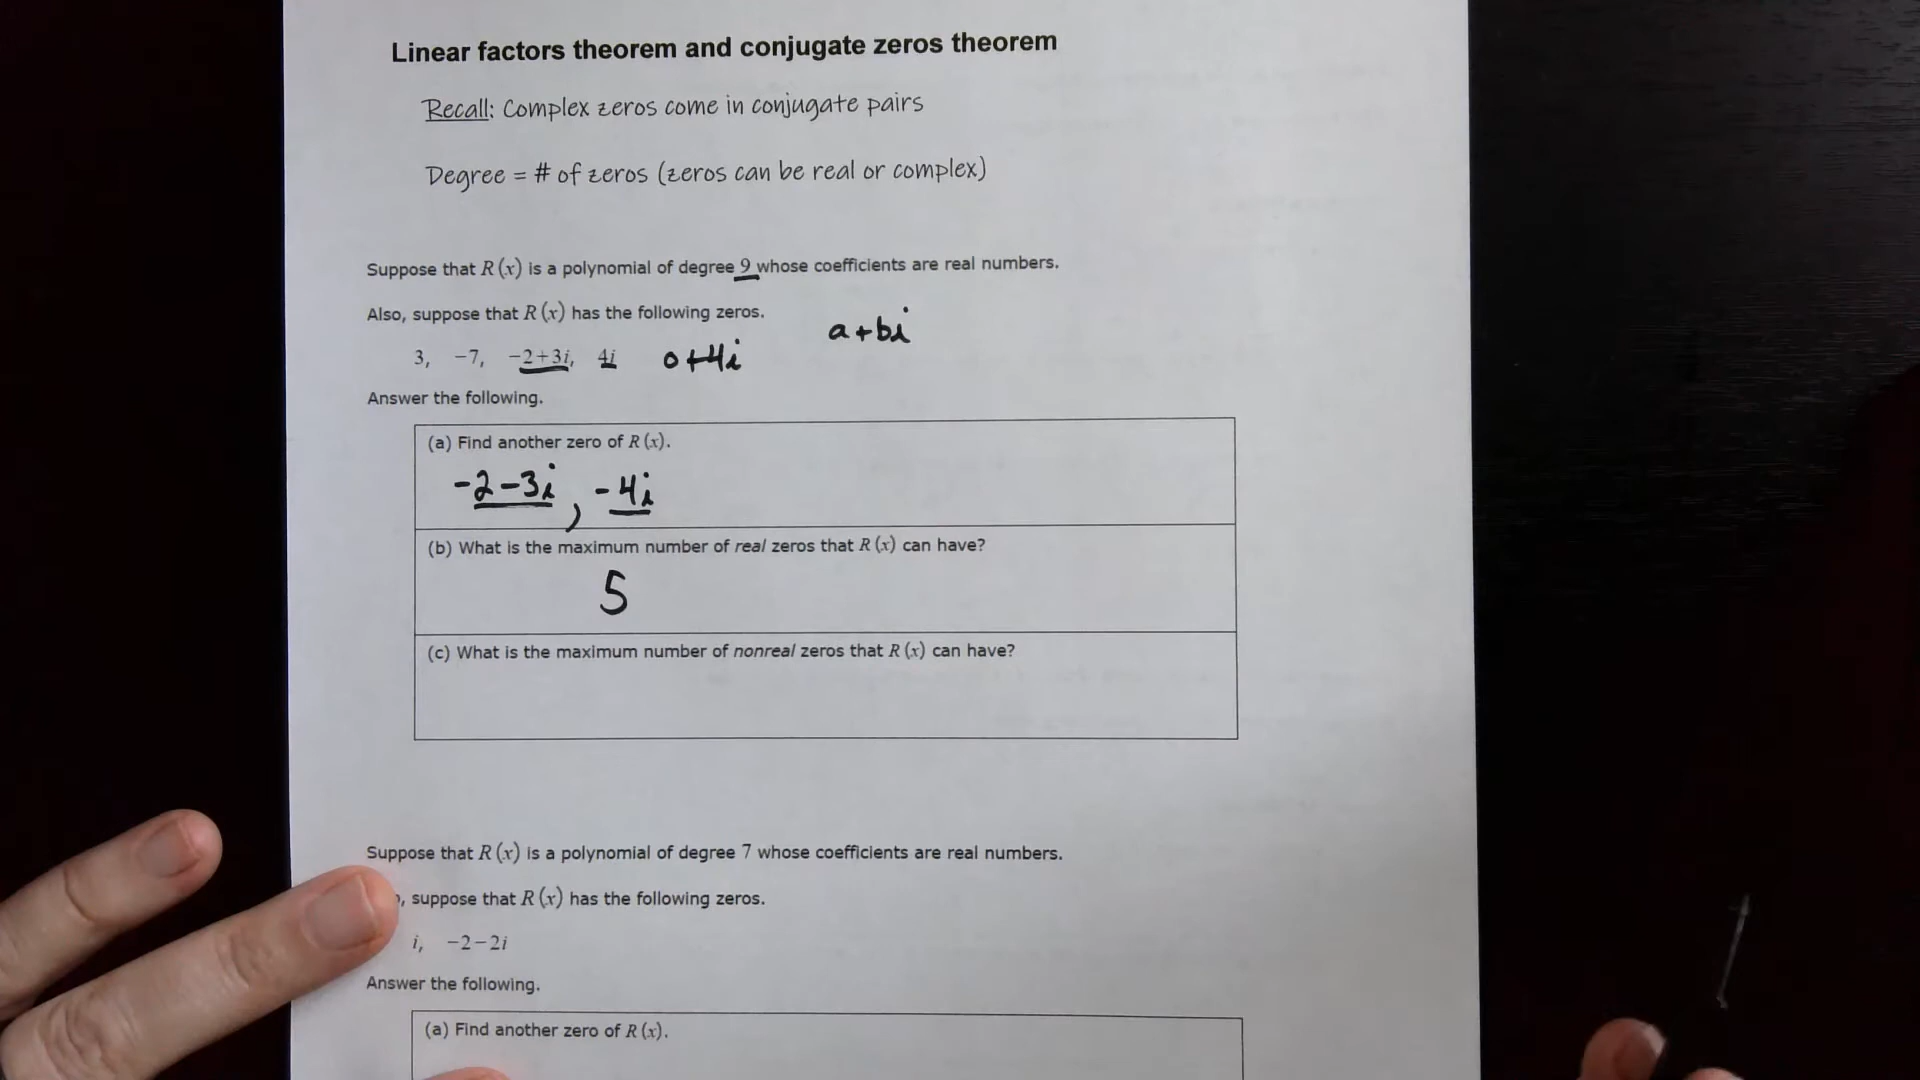 Linear factors theorem and conjugate zeros theorem
Recall: Complex zeros come in conjugate pairs
Degree = # of zeros (zeros can be real or complex)
Suppose that R(x) is a polynomial of degree 9 whose coefficients are real numbers.
Also, suppose that R(x) has the following zeros.
a+bi
3, −7, −2+3i, 4i 0+4i
Answer the following.
(a) Find another zero of R(x).
-2-3i, -4i
(b) What is the maximum number of real zeros that R(x) can have?
5
(c) What is the maximum number of nonreal zeros that R(x) can have?
Suppose that R(x) is a polynomial of degree 7 whose coefficients are real numbers.
, suppose that R(x) has the following zeros.
i, −2−2i
Answer the following.
(a) Find another zero of R(x).